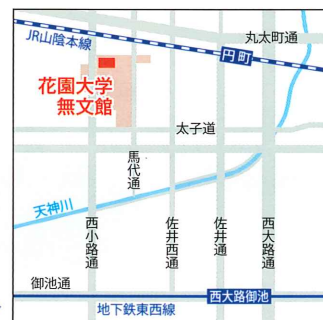 JR山陰本線
丸太町通
円町
花園大学
無文館
太子道
馬代通
天神川
西小路通
佐井西通
佐井通
西大路通
御池通
西大路御池
地下鉄東西線